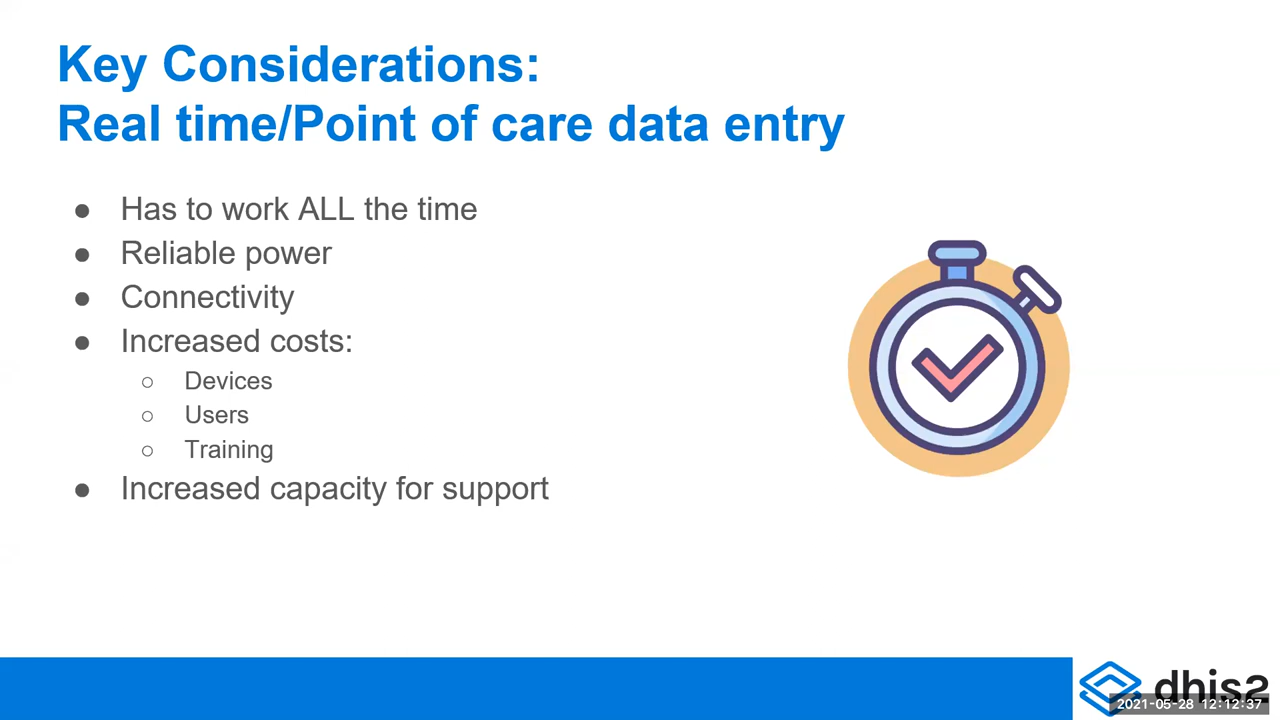 Key Considerations:
Real time/Point of care data entry
● Has to work ALL the time
● Reliable power
● Connectivity
● Increased costs:
○ Devices
○ Users
○ Training
● Increased capacity for support
dhis2
2021-05-28 12:12:37